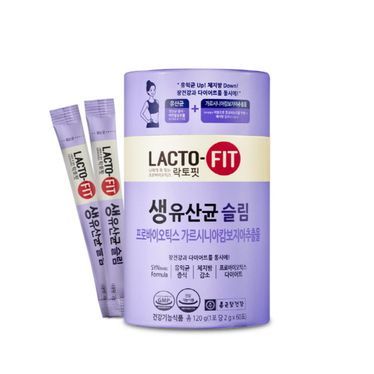 " 유익균 Up! 체지방 Down!
장건강과 다이어트를 동시에! "
유산균
+
가르시니아캄보지아추출물
LACTO-FIT
락토핏
생유산균 슬림
프로바이오틱스 가르시니아캄보지아추출물
장건강과 다이어트를 동시에!
SYNbiotic Formula
유익균 증식
체지방 감소
프로바이오틱스 다이어트
GMP
건강기능식품 총 120g(1포 당 2g x 60포)
종근당건강
LACTO-FIT
생유산균 슬림
LACTO-FIT
생유산균 슬림